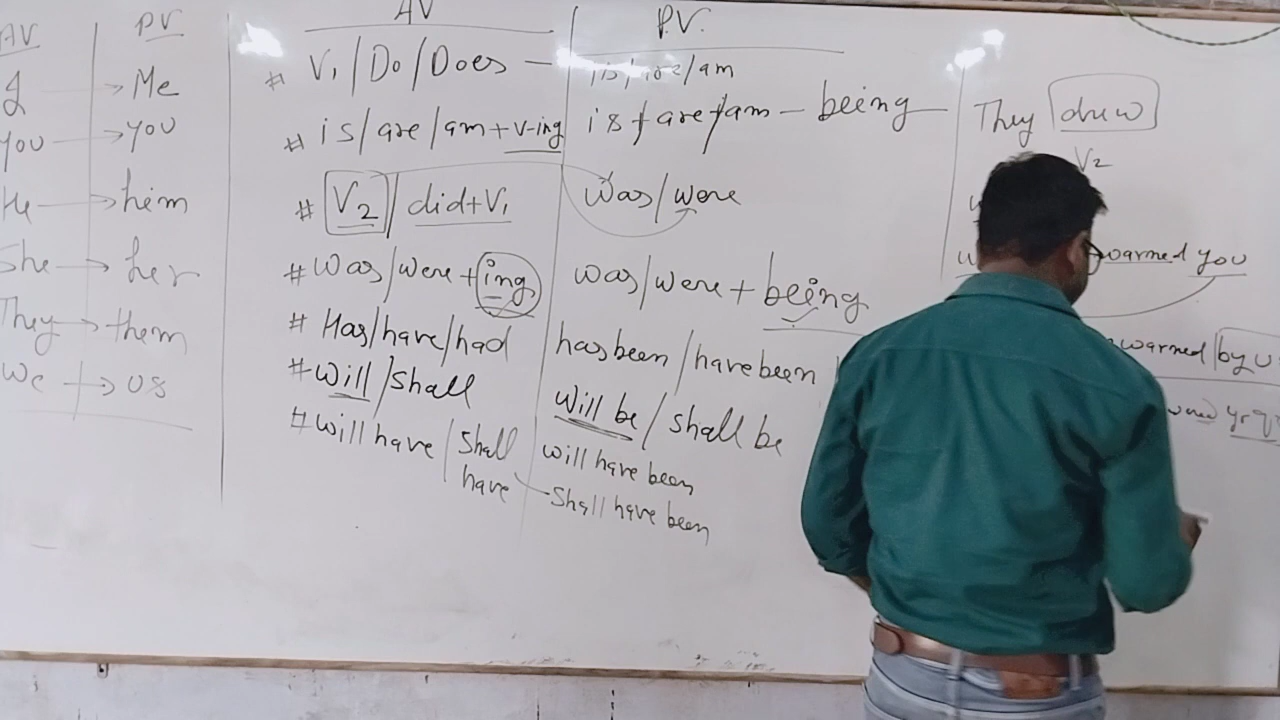 AV PV
I → Me
You → you
He → him
She → her
They → them
We → us
AV P.V.
# V1/Do/Does — is/are/am
# is/are/am + v-ing is/are/am — being
# V2/did+V1 was/were
# was/were + ing was/were + being
# Has/have/had has been/have been
# will/shall will be/shall be
# will have/shall have will have been
shall have been
They drew
V2
warned you
warned by